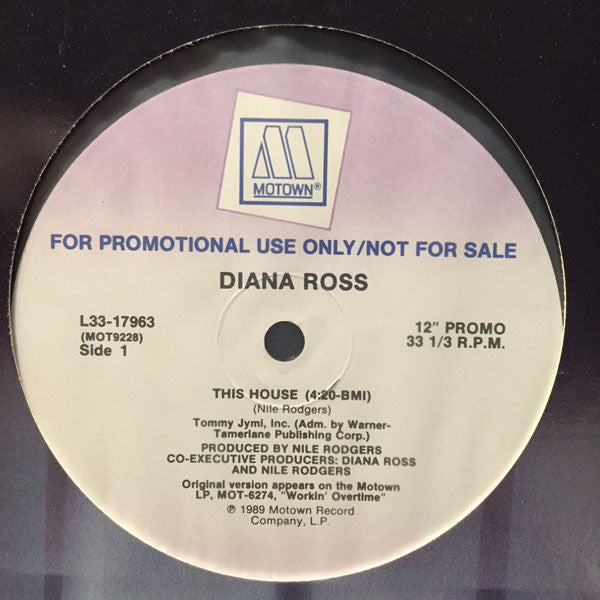 MOTOWN®
FOR PROMOTIONAL USE ONLY/NOT FOR SALE
DIANA ROSS
L33-17963
(MOT9228)
Side 1
12" PROMO
33 1/3 R.P.M.
THIS HOUSE (4:20-BMI)
(Nile Rodgers)
Tommy Jymi, Inc. (Adm. by Warner-
Tamerlane Publishing Corp.)
PRODUCED BY NILE RODGERS
CO-EXECUTIVE PRODUCERS: DIANA ROSS
AND NILE RODGERS
Original version appears on the Motown
LP, MOT-6274, "Workin' Overtime"
℗ 1989 Motown Record
Company, L.P.